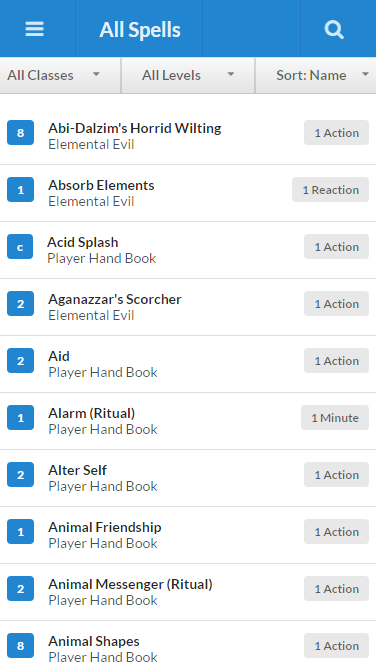 All Spells
All Classes
All Levels
Sort: Name
8
Abi-Dalzim's Horrid Wilting
Elemental Evil
1 Action
1
Absorb Elements
Elemental Evil
1 Reaction
c
Acid Splash
Player Hand Book
1 Action
2
Aganazzar's Scorcher
Elemental Evil
1 Action
2
Aid
Player Hand Book
1 Action
1
Alarm (Ritual)
Player Hand Book
1 Minute
2
Alter Self
Player Hand Book
1 Action
1
Animal Friendship
Player Hand Book
1 Action
2
Animal Messenger (Ritual)
Player Hand Book
1 Action
8
Animal Shapes
Player Hand Book
1 Action